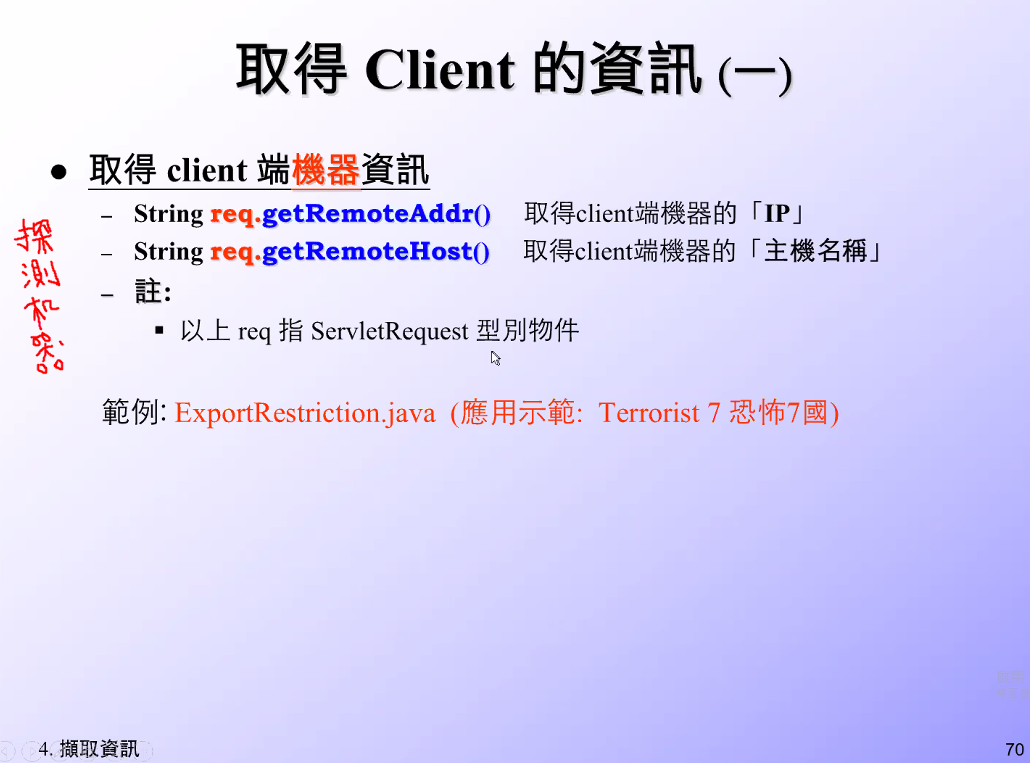 取得 Client 的資訊 (一)
● 取得 client 端機器資訊
– String req.getRemoteAddr() 取得client端機器的「IP」
– String req.getRemoteHost() 取得client端機器的「主機名稱」
– 註:
▪ 以上 req 指 ServletRequest 型別物件
探
測
机
器
範例: ExportRestriction.java (應用示範: Terrorist 7 恐怖7國)
4. 擷取資訊
70